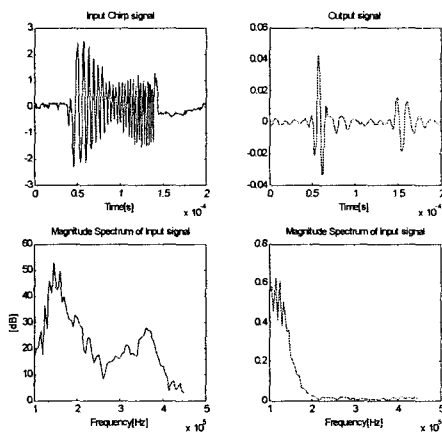 Input Chirp signal
3
2
1
0
-1
-2
-3
0 0.5 1 1.5 2
Time[s] x 10^-4
Output signal
0.06
0.04
0.02
0
-0.02
-0.04
0 0.5 1 1.5 2
Time[s] x 10^-4
Magnitude Spectrum of Input signal
60
50
40
[dB] 30
20
10
0
1 2 3 4 5
Frequency[Hz] x 10^5
Magnitude Spectrum of Input signal
0.8
0.6
0.4
0.2
0
1 2 3 4 5
Frequency[Hz] x 10^5